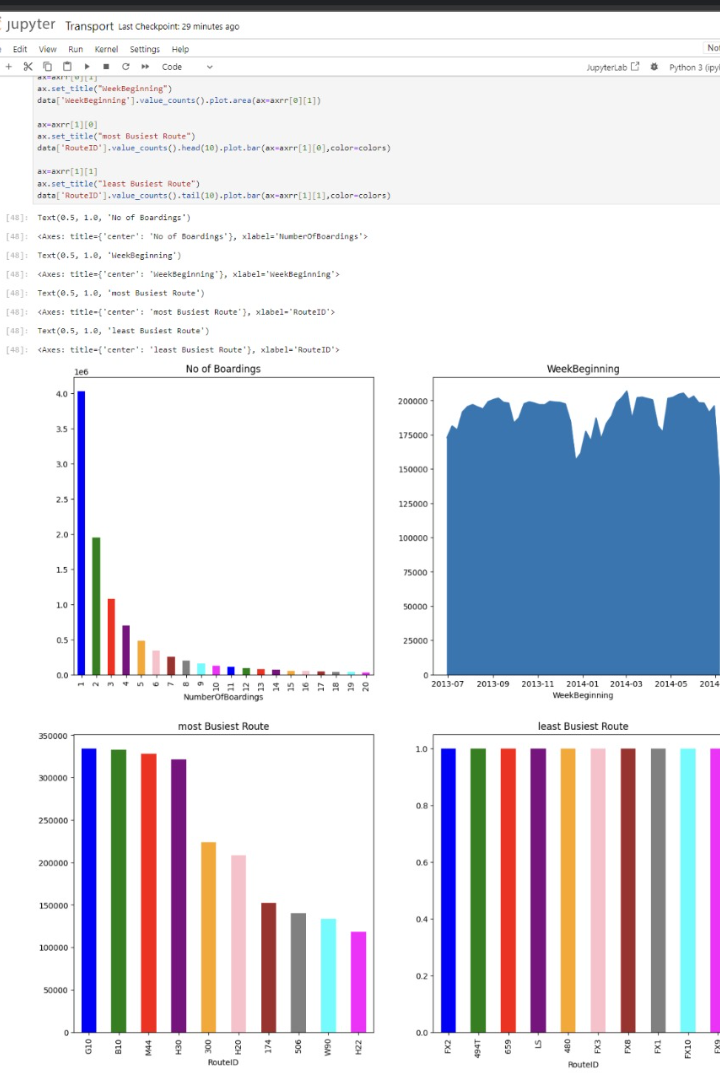 jupyter Transport Last Checkpoint: 29 minutes ago
Edit View Run Kernel Settings Help
Code JupyterLab Python 3
ax=axrr[0][1]
ax.set_title("WeekBeginning")
data['WeekBeginning'].value_counts().plot.area(ax=axrr[0][1])
ax=axrr[1][0]
ax.set_title("most Busiest Route")
data['RouteID'].value_counts().head(10).plot.bar(ax=axrr[1][0],color=colors)
ax=axrr[1][1]
ax.set_title("least Busiest Route")
data['RouteID'].value_counts().tail(10).plot.bar(ax=axrr[1][1],color=colors)
[48]: Text(0.5, 1.0, 'No of Boardings')
[48]: <Axes: title={'center': 'No of Boardings'}, xlabel='NumberOfBoardings'>
[48]: Text(0.5, 1.0, 'WeekBeginning')
[48]: <Axes: title={'center': 'WeekBeginning'}, xlabel='WeekBeginning'>
[48]: Text(0.5, 1.0, 'most Busiest Route')
[48]: <Axes: title={'center': 'most Busiest Route'}, xlabel='RouteID'>
[48]: Text(0.5, 1.0, 'least Busiest Route')
[48]: <Axes: title={'center': 'least Busiest Route'}, xlabel='RouteID'>
No of Boardings
1e6
4.0
3.5
3.0
2.5
2.0
1.5
1.0
0.5
0.0
1 2 3 4 5 6 7 8 9 10 11 12 13 14 15 16 17 18 19 20
NumberOfBoardings
WeekBeginning
200000
175000
150000
125000
100000
75000
50000
25000
0
2013-07 2013-09 2013-11 2014-01 2014-03 2014-05 2014-
WeekBeginning
most Busiest Route
350000
300000
250000
200000
150000
100000
50000
0
G10 B10 M44 H30 300 H20 174 506 W90 H22
RouteID
least Busiest Route
1.0
0.8
0.6
0.4
0.2
0.0
FX2 494T 659 LS 480 FX3 FX8 FX1 FX10 FX9
RouteID